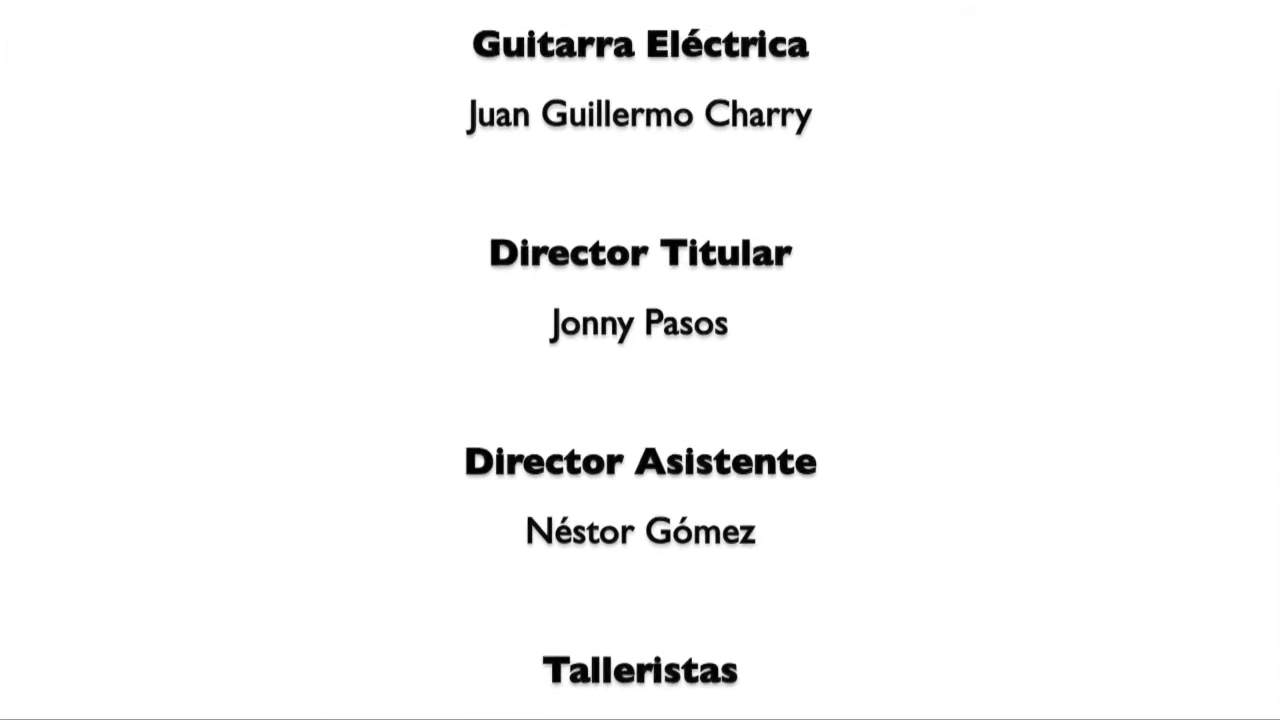 Guitarra Eléctrica
Juan Guillermo Charry
Director Titular
Jonny Pasos
Director Asistente
Néstor Gómez
Talleristas